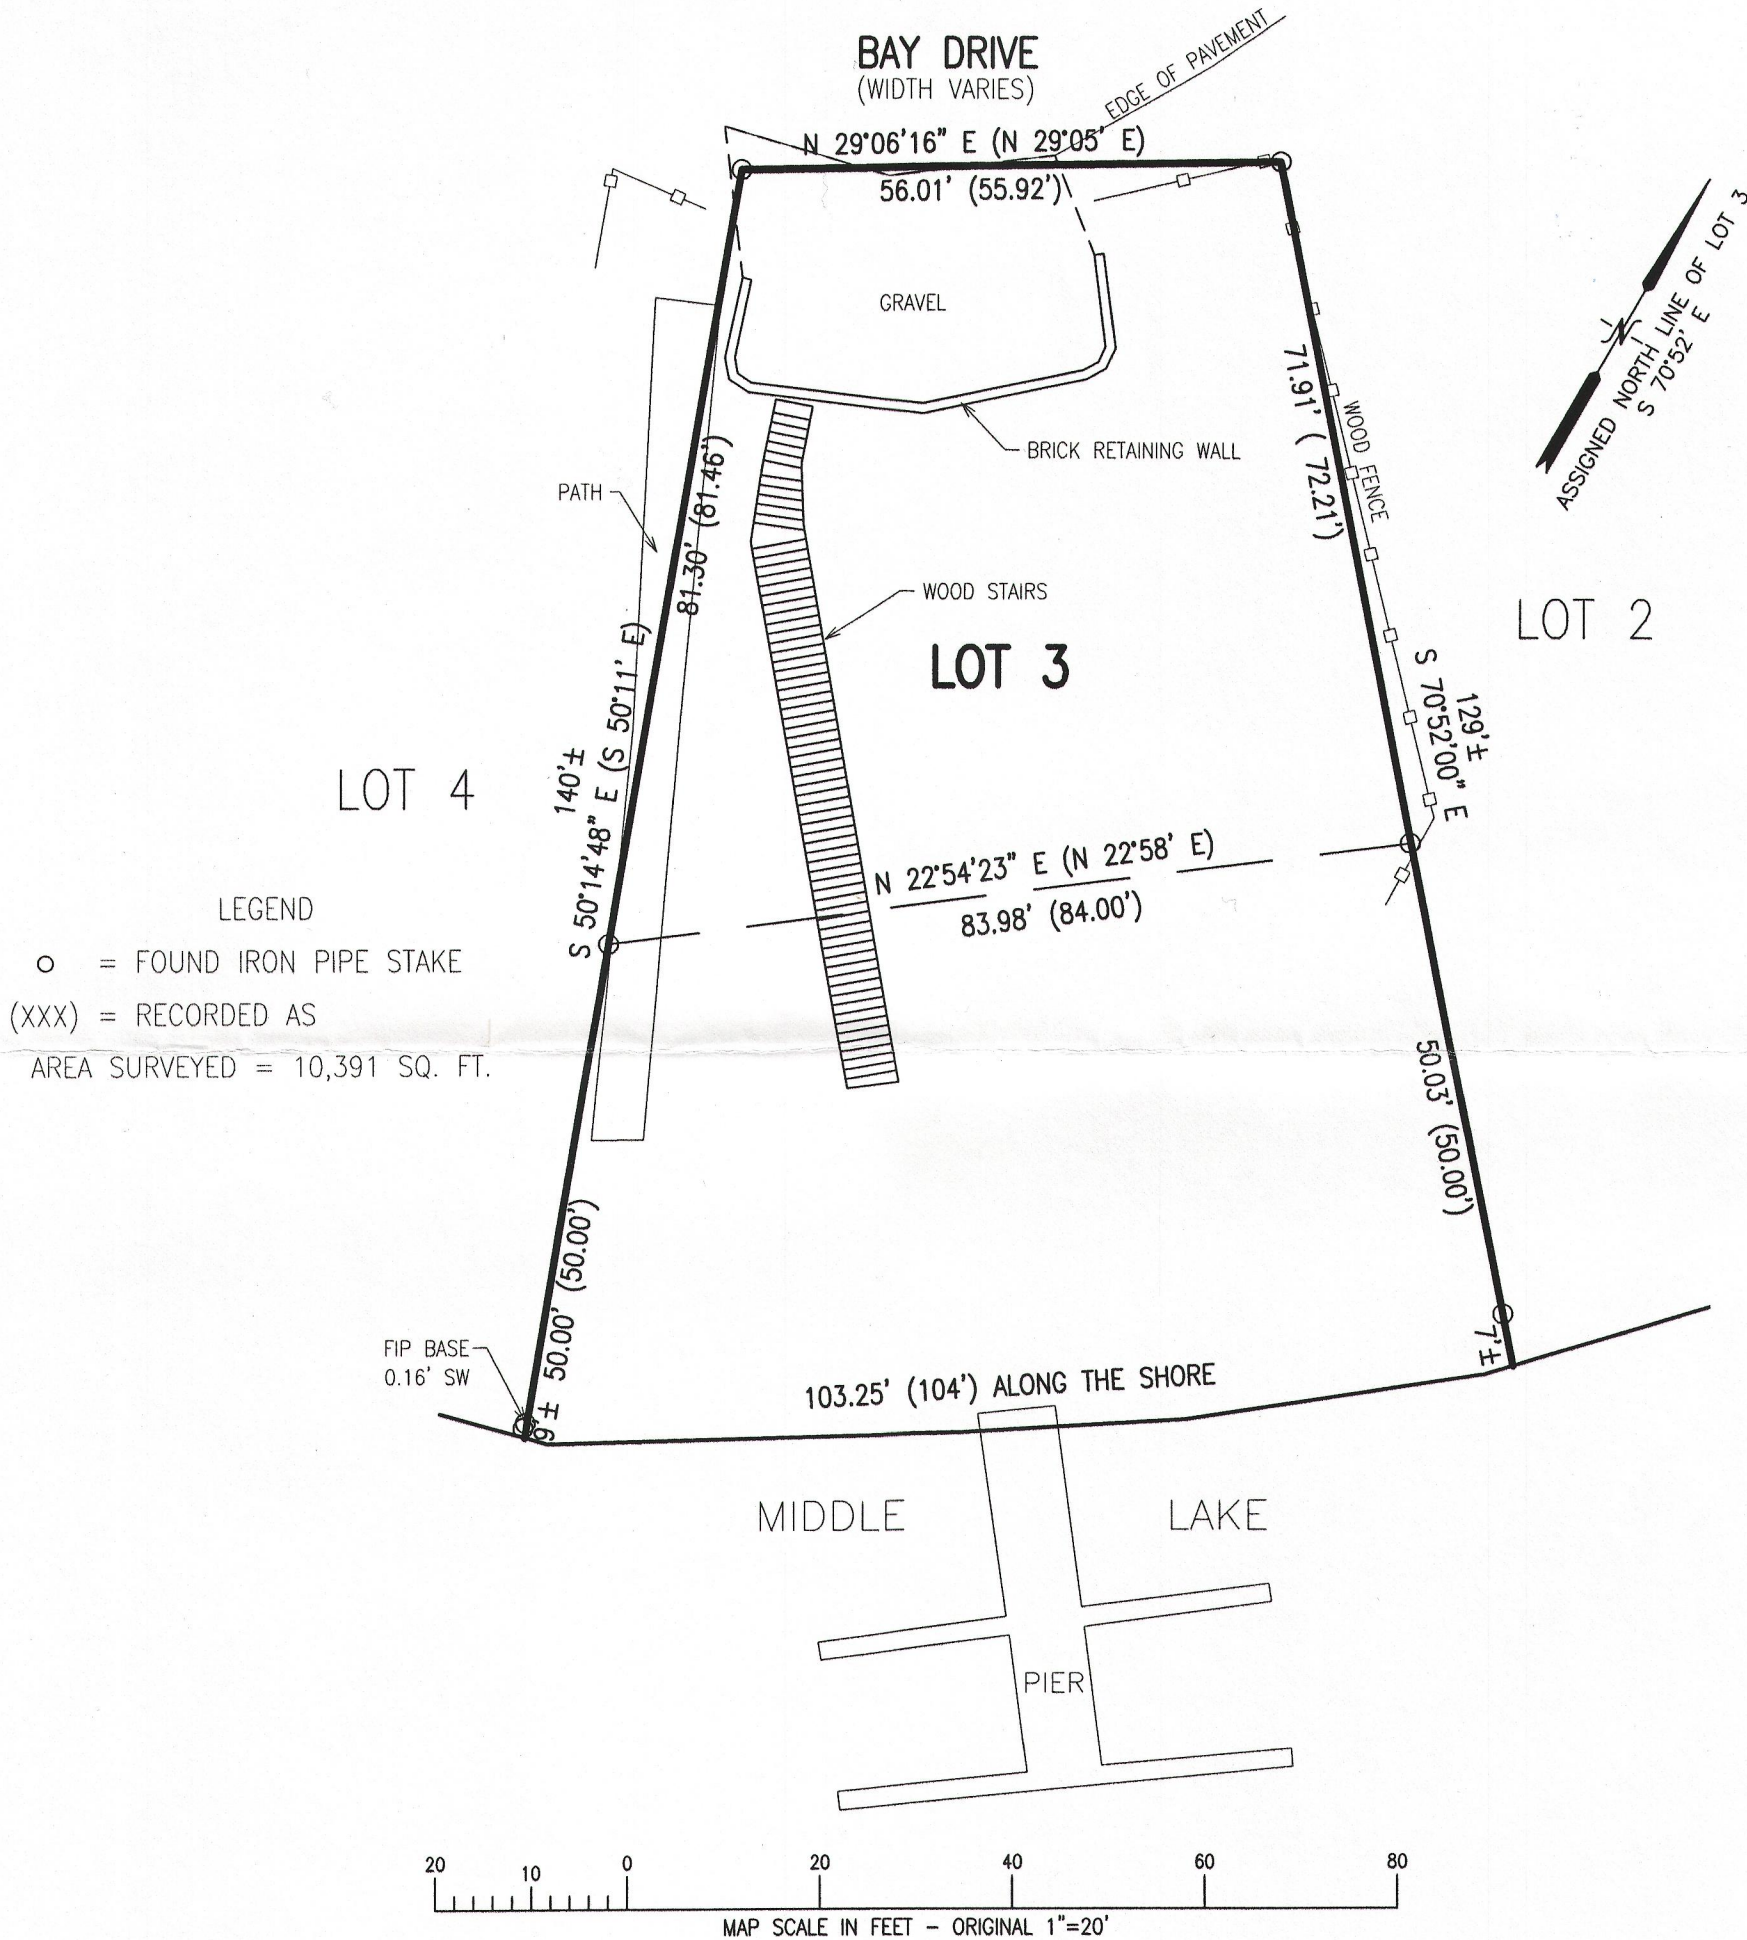 BAY DRIVE
(WIDTH VARIES)
EDGE OF PAVEMENT
N 29°06'16" E (N 29°05' E)
56.01' (55.92')
GRAVEL
ASSIGNED NORTH LINE OF LOT 3
S 70°52' E
N
BRICK RETAINING WALL
71.91' ( 72.21')
WOOD FENCE
PATH
81.30' (81.46')
WOOD STAIRS
LOT 3
LOT 2
129'±
S 70°52'00" E
LOT 4
140'±
S 50°14'48" E (S 50°11' E)
N 22°54'23" E (N 22°58' E)
83.98' (84.00')
LEGEND
O = FOUND IRON PIPE STAKE
(XXX) = RECORDED AS
AREA SURVEYED = 10,391 SQ. FT.
50.03' (50.00')
50.00' (50.00')
FIP BASE
0.16' SW
7'±
103.25' (104') ALONG THE SHORE
MIDDLE LAKE
PIER
20 10 0 20 40 60 80
MAP SCALE IN FEET – ORIGINAL 1"=20'